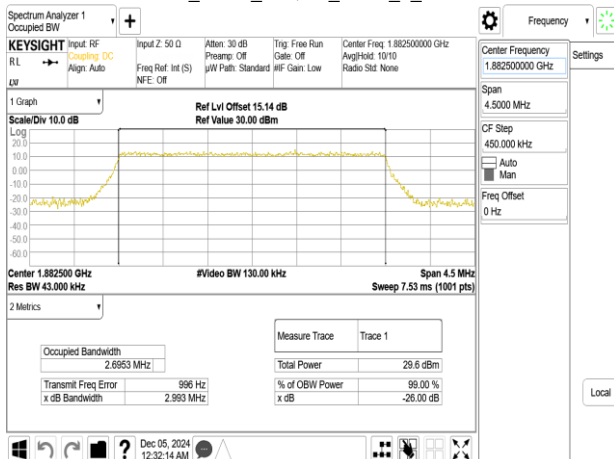 Spectrum Analyzer 1
Occupied BW
Frequency
KEYSIGHT
Input: RF
Coupling: DC
Align: Auto
Input Z: 50 Ω
Freq Ref: Int (S)
NFE: Off
Atten: 30 dB
Preamp: Off
µW Path: Standard
Trig: Free Run
Gate: Off
#IF Gain: Low
Center Freq: 1.882500000 GHz
Avg|Hold: 10/10
Radio Std: None
RL
LXI
Center Frequency
1.882500000 GHz
Settings
Span
4.5000 MHz
CF Step
450.000 kHz
Auto
Man
Freq Offset
0 Hz
1 Graph
Scale/Div 10.0 dB
Ref Lvl Offset 15.14 dB
Ref Value 30.00 dBm
Log
20.0
10.0
0.00
-10.0
-20.0
-30.0
-40.0
-50.0
-60.0
Center 1.882500 GHz
#Video BW 130.00 kHz
Span 4.5 MHz
Res BW 43.000 kHz
Sweep 7.53 ms (1001 pts)
2 Metrics
Measure Trace
Trace 1
Occupied Bandwidth
2.6953 MHz
Total Power
29.6 dBm
Transmit Freq Error
996 Hz
% of OBW Power
99.00 %
x dB Bandwidth
2.993 MHz
x dB
-26.00 dB
Local
Dec 05, 2024
12:32:14 AM